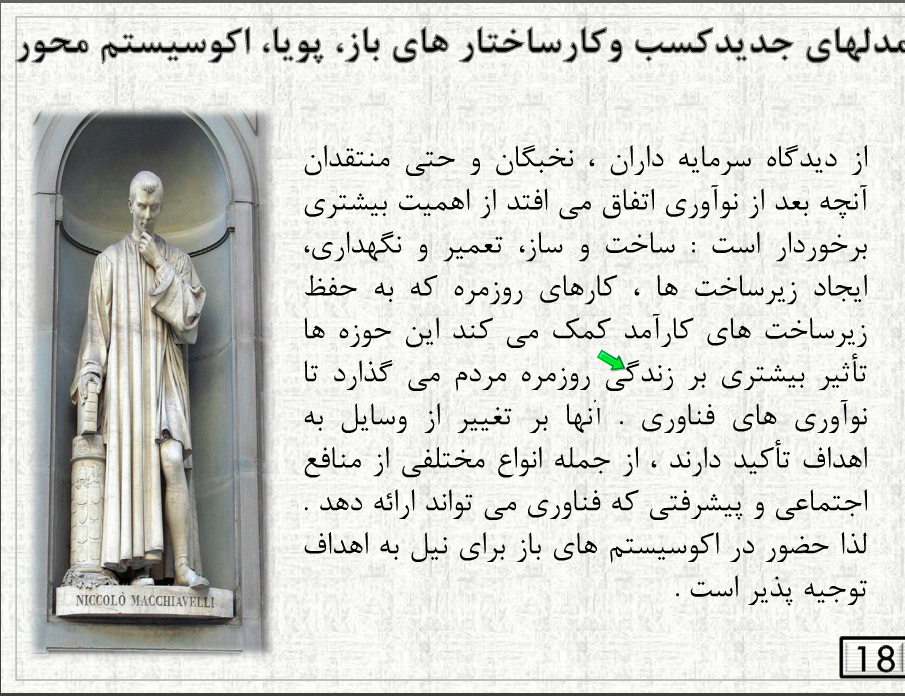 مدلهای جدیدکسب وکارساختار های باز، پویا، اکوسیستم محور
از دیدگاه سرمایه داران ، نخبگان و حتی منتقدان
آنچه بعد از نوآوری اتفاق می افتد از اهمیت بیشتری
برخوردار است : ساخت و ساز، تعمیر و نگهداری،
ایجاد زیرساخت ها ، کارهای روزمره که به حفظ
زیرساخت های کارآمد کمک می کند این حوزه ها
تأثیر بیشتری بر زندگی روزمره مردم می گذارد تا
نوآوری های فناوری . آنها بر تغییر از وسایل به
اهداف تأکید دارند ، از جمله انواع مختلفی از منافع
اجتماعی و پیشرفتی که فناوری می تواند ارائه دهد .
لذا حضور در اکوسیستم های باز برای نیل به اهداف
توجیه پذیر است .
NICCOLÒ MACCHIAVELLI
18